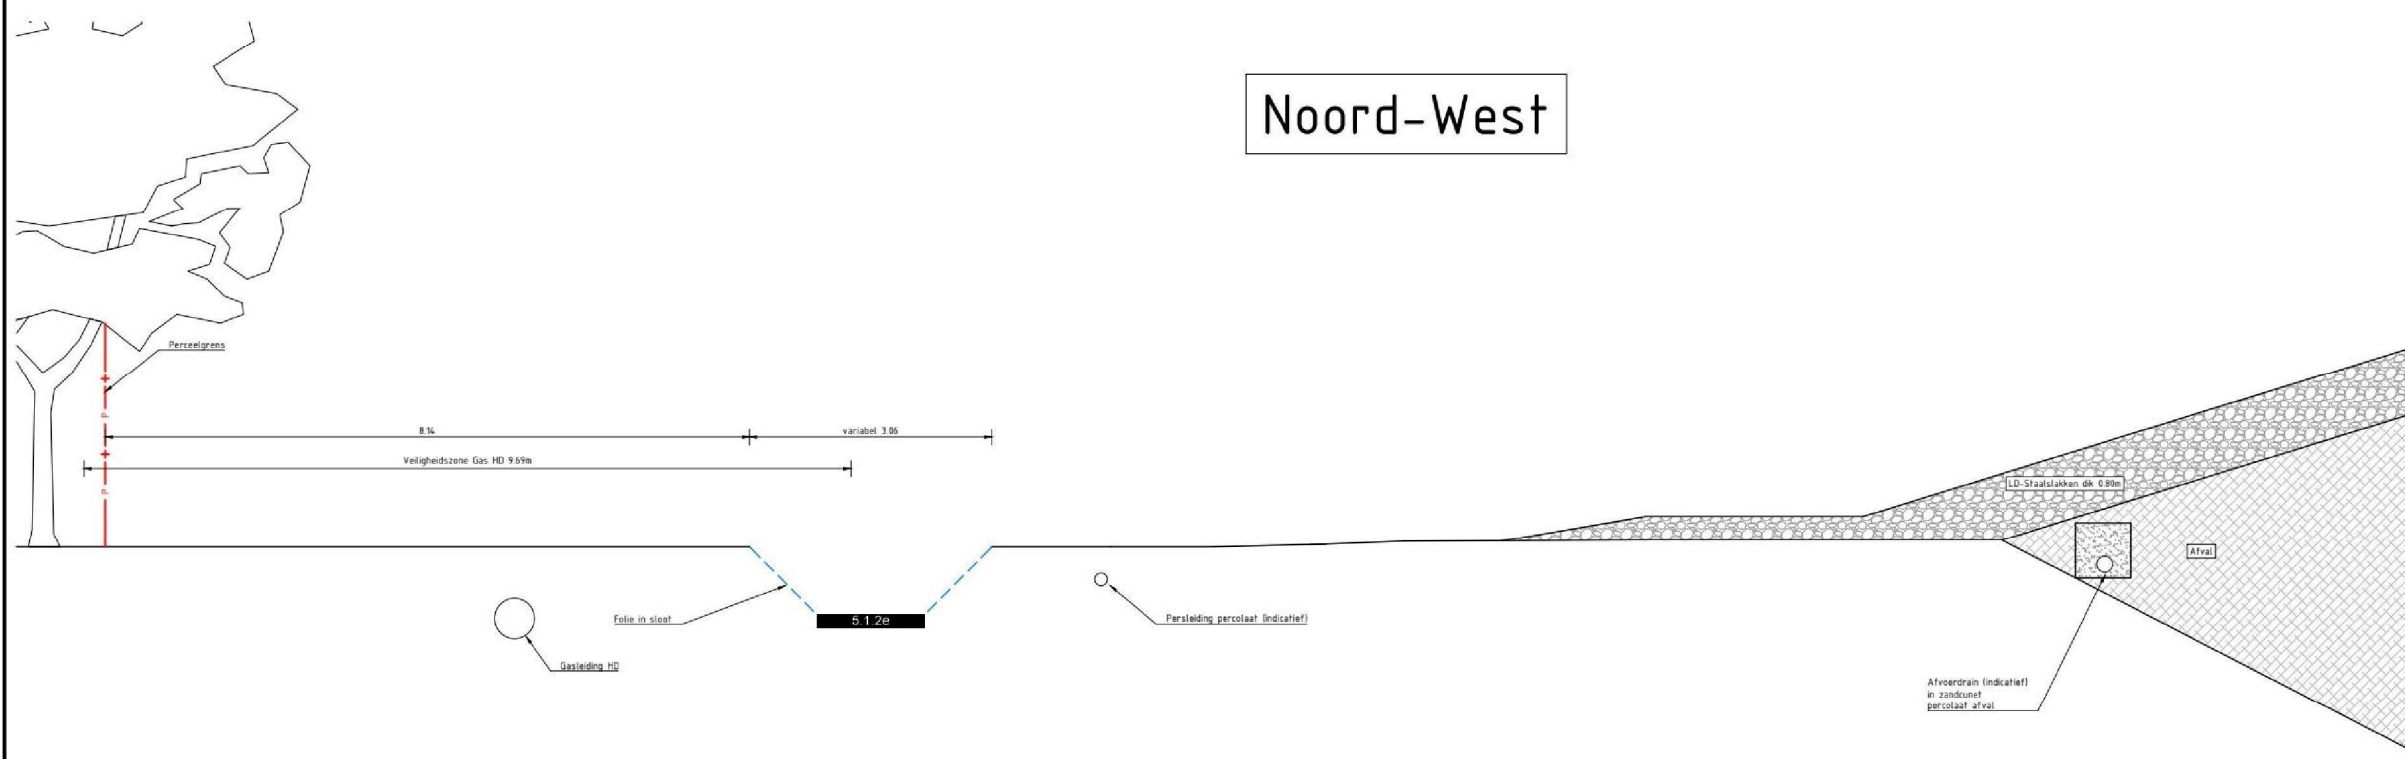 Noord-West
Perceelgrens
P
8.14
variabel 3.06
Veiligheidszone Gas HD 9.69m
P
LD-Staalslakken dik 0.80m
Afval
Folie in sloot
5.1.2e
Persleiding percolaat (indicatief)
Gasleiding HD
Afvoerdrain (indicatief)
in zandcunet
percolaat afval